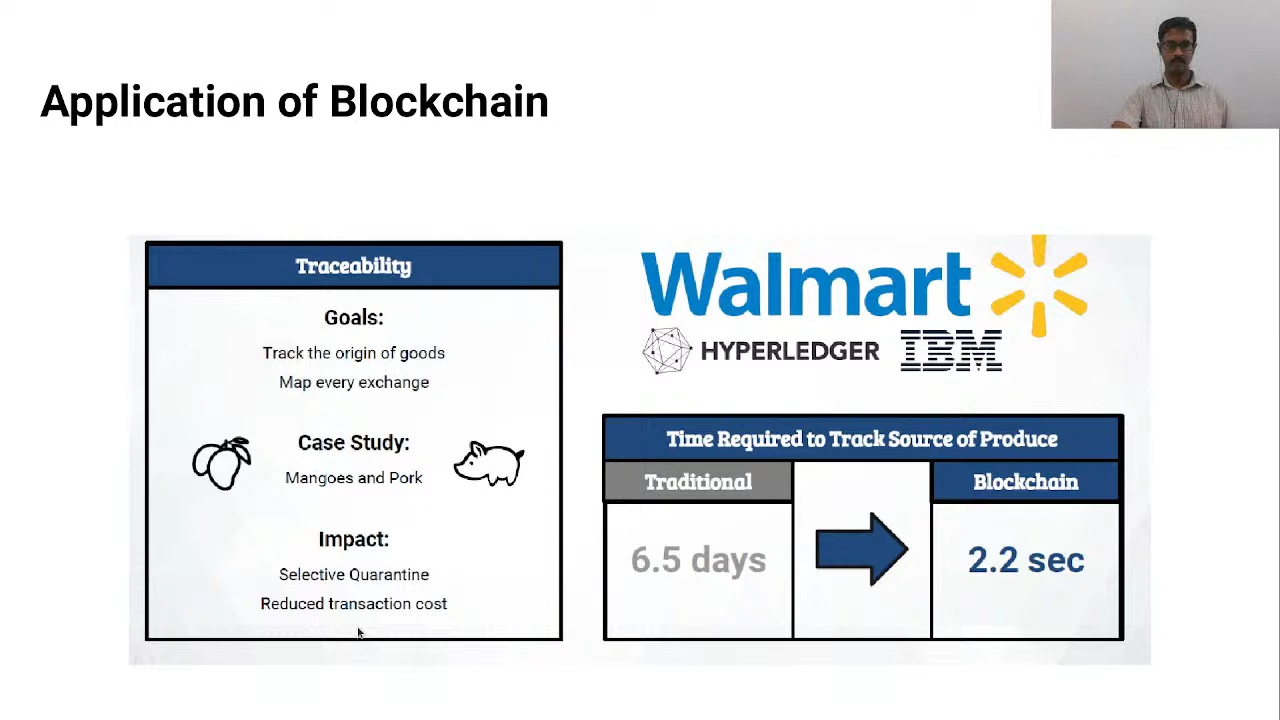 Application of Blockchain
Traceability
Goals:
Track the origin of goods
Map every exchange
Case Study:
Mangoes and Pork
Impact:
Selective Quarantine
Reduced transaction cost
Walmart
HYPERLEDGER IBM
Time Required to Track Source of Produce
Traditional
Blockchain
6.5 days
2.2 sec